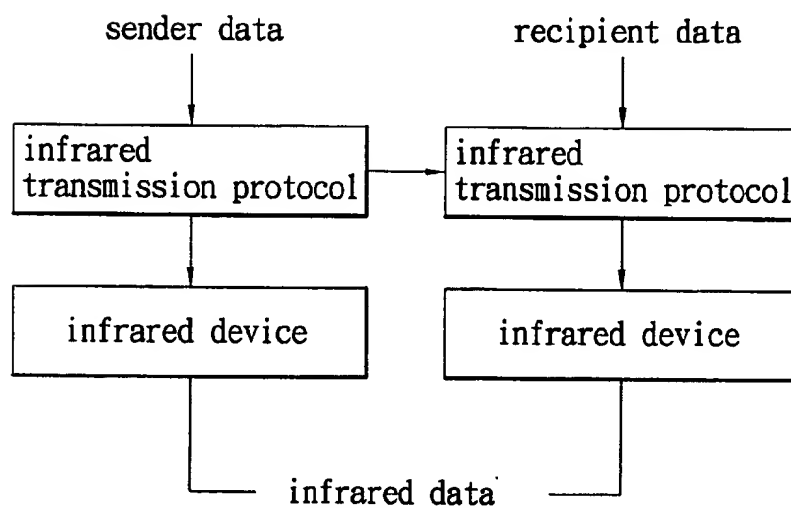 sender data
recipient data
infrared
transmission protocol
infrared
transmission protocol
infrared device
infrared device
infrared data